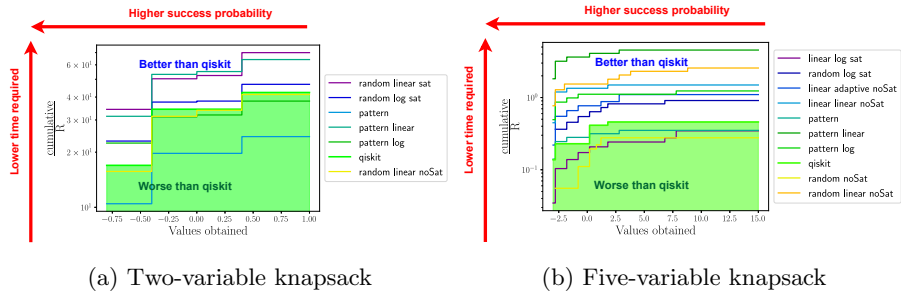 Higher success probability
Lower time required
Better than qiskit
Worse than qiskit
cumulative
R
6 × 10¹
4 × 10¹
3 × 10¹
2 × 10¹
10¹
−0.75 −0.50 −0.25 0.00 0.25 0.50 0.75 1.00
Values obtained
random linear sat
random log sat
pattern
pattern linear
pattern log
qiskit
random linear noSat
(a) Two-variable knapsack
Higher success probability
Lower time required
Better than qiskit
Worse than qiskit
cumulative
R
10⁰
10⁻¹
−2.5 0.0 2.5 5.0 7.5 10.0 12.5 15.0
Values obtained
linear log sat
random log sat
linear adaptive noSat
linear linear noSat
pattern
pattern linear
pattern log
qiskit
random noSat
random linear noSat
(b) Five-variable knapsack